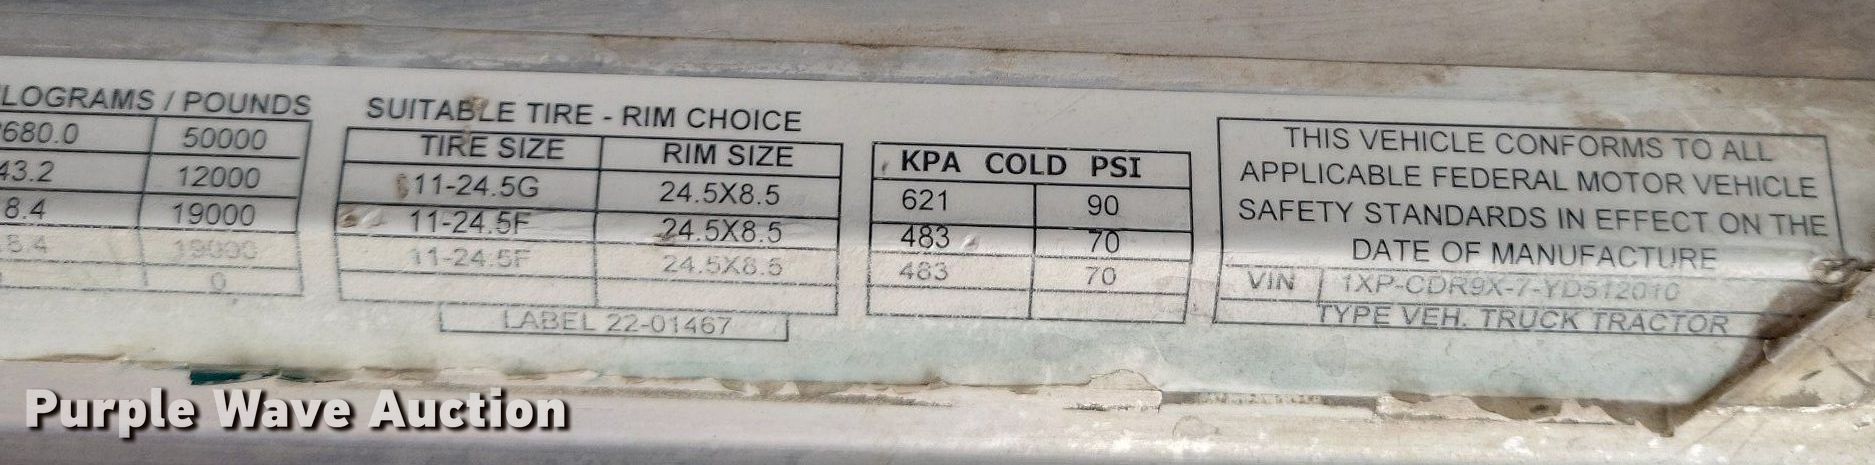 LOGRAMS / POUNDS
680.0 50000
43.2 12000
8.4 19000
8.4 19000
0
SUITABLE TIRE - RIM CHOICE
TIRE SIZE RIM SIZE
11-24.5G 24.5X8.5
11-24.5F 24.5X8.5
11-24.5F 24.5X8.5
LABEL 22-01467
KPA COLD PSI
621 90
483 70
483 70
THIS VEHICLE CONFORMS TO ALL
APPLICABLE FEDERAL MOTOR VEHICLE
SAFETY STANDARDS IN EFFECT ON THE
DATE OF MANUFACTURE
VIN 1XP-CDR9X-7-YD512010
TYPE VEH. TRUCK TRACTOR
Purple Wave Auction